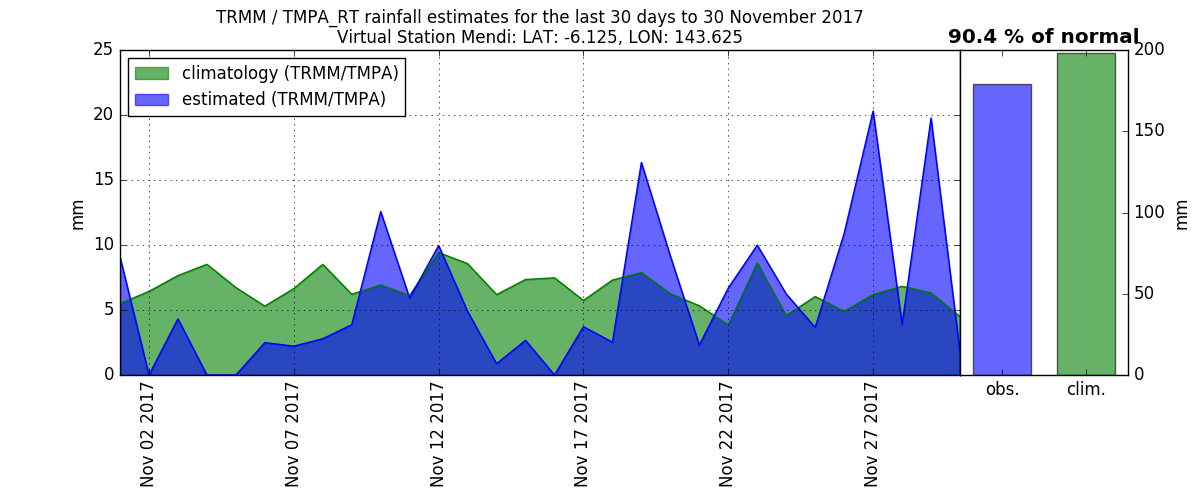 TRMM / TMPA_RT rainfall estimates for the last 30 days to 30 November 2017
Virtual Station Mendi: LAT: -6.125, LON: 143.625
90.4 % of normal
climatology (TRMM/TMPA)
estimated (TRMM/TMPA)
25
20
15
10
5
0
mm
200
150
100
50
0
mm
obs.
clim.
Nov 02 2017
Nov 07 2017
Nov 12 2017
Nov 17 2017
Nov 22 2017
Nov 27 2017